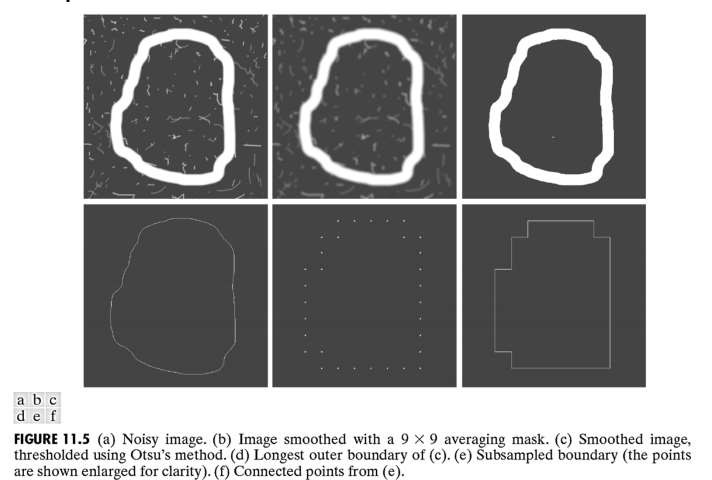 a b c
d e f
FIGURE 11.5 (a) Noisy image. (b) Image smoothed with a 9 × 9 averaging mask. (c) Smoothed image,
thresholded using Otsu's method. (d) Longest outer boundary of (c). (e) Subsampled boundary (the points
are shown enlarged for clarity). (f) Connected points from (e).